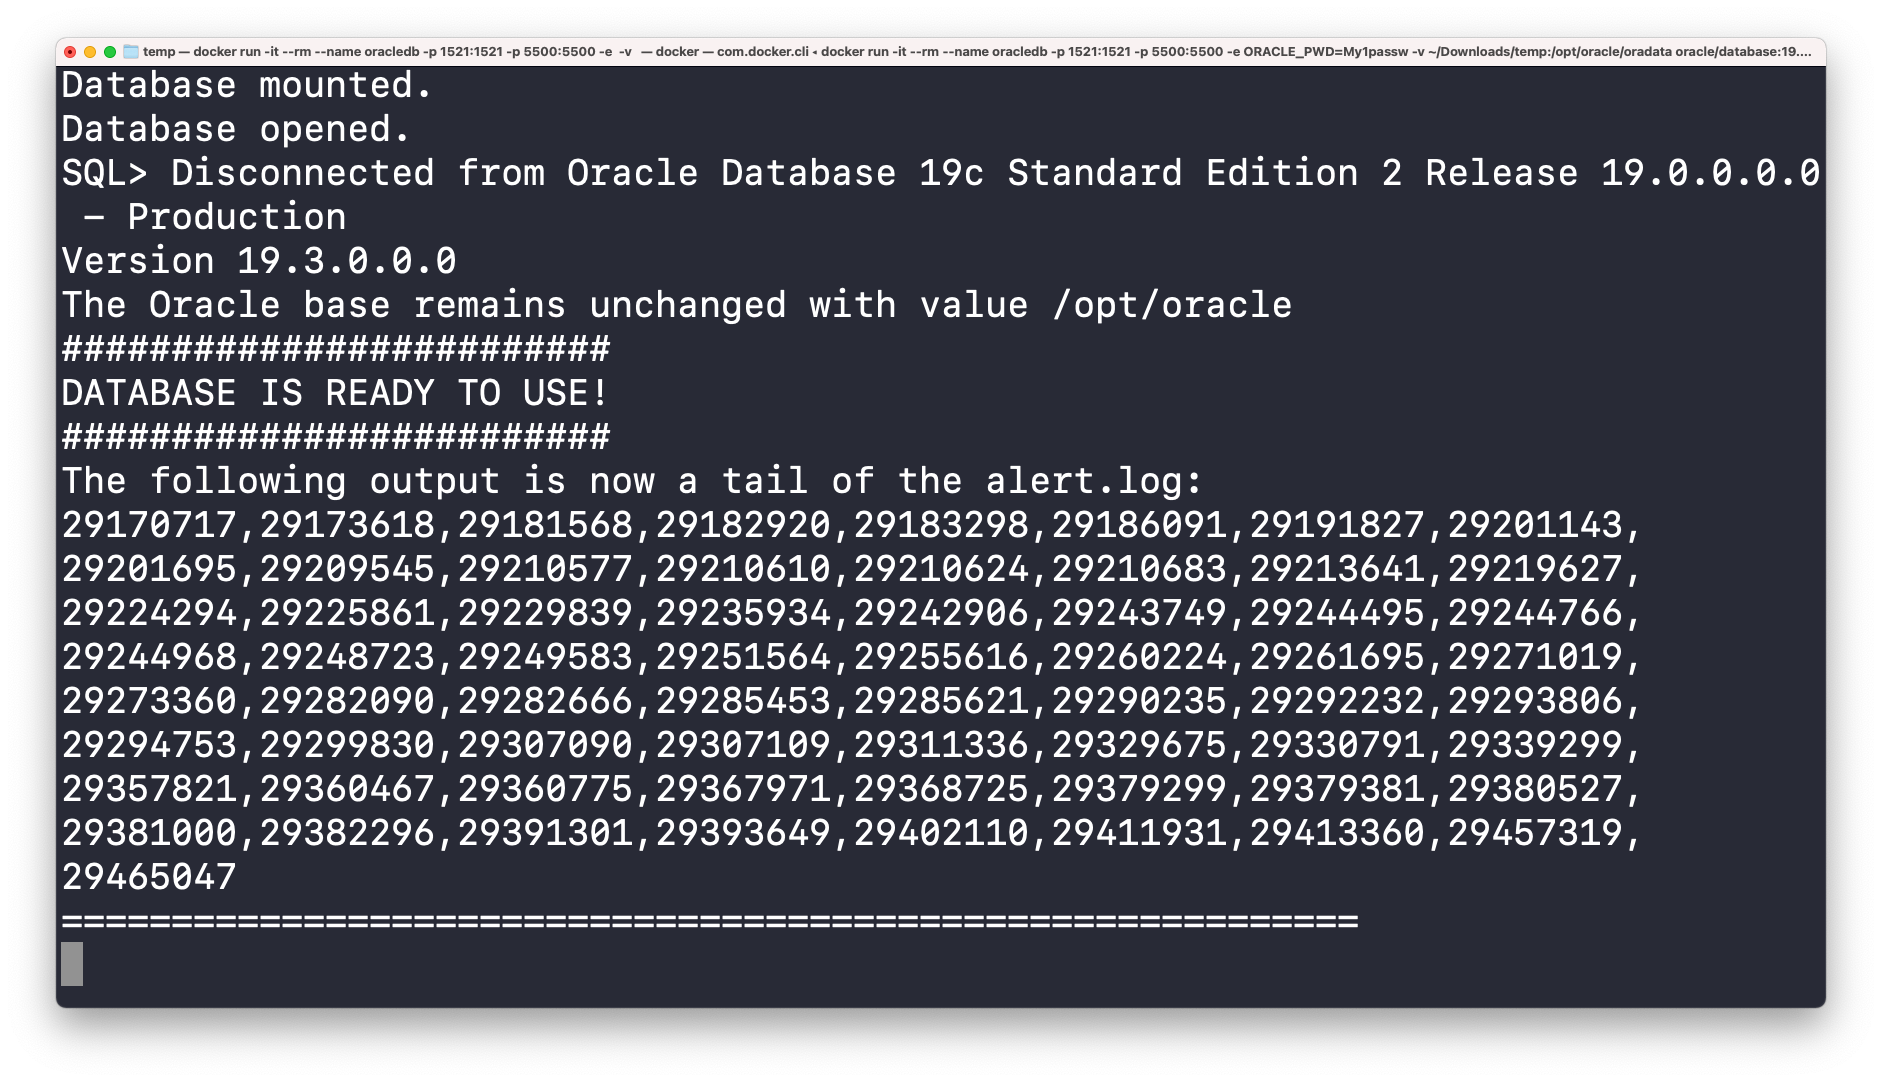 temp — docker run -it --rm --name oracledb -p 1521:1521 -p 5500:5500 -e  -v  — docker — com.docker.cli ◂ docker run -it --rm --name oracledb -p 1521:1521 -p 5500:5500 -e ORACLE_PWD=My1passw -v ~/Downloads/temp:/opt/oracle/oradata oracle/database:19....
Database mounted.
Database opened.
SQL> Disconnected from Oracle Database 19c Standard Edition 2 Release 19.0.0.0.0
 - Production
Version 19.3.0.0.0
The Oracle base remains unchanged with value /opt/oracle
#########################
DATABASE IS READY TO USE!
#########################
The following output is now a tail of the alert.log:
29170717,29173618,29181568,29182920,29183298,29186091,29191827,29201143,
29201695,29209545,29210577,29210610,29210624,29210683,29213641,29219627,
29224294,29225861,29229839,29235934,29242906,29243749,29244495,29244766,
29244968,29248723,29249583,29251564,29255616,29260224,29261695,29271019,
29273360,29282090,29282666,29285453,29285621,29290235,29292232,29293806,
29294753,29299830,29307090,29307109,29311336,29329675,29330791,29339299,
29357821,29360467,29360775,29367971,29368725,29379299,29379381,29380527,
29381000,29382296,29391301,29393649,29402110,29411931,29413360,29457319,
29465047
===========================================================